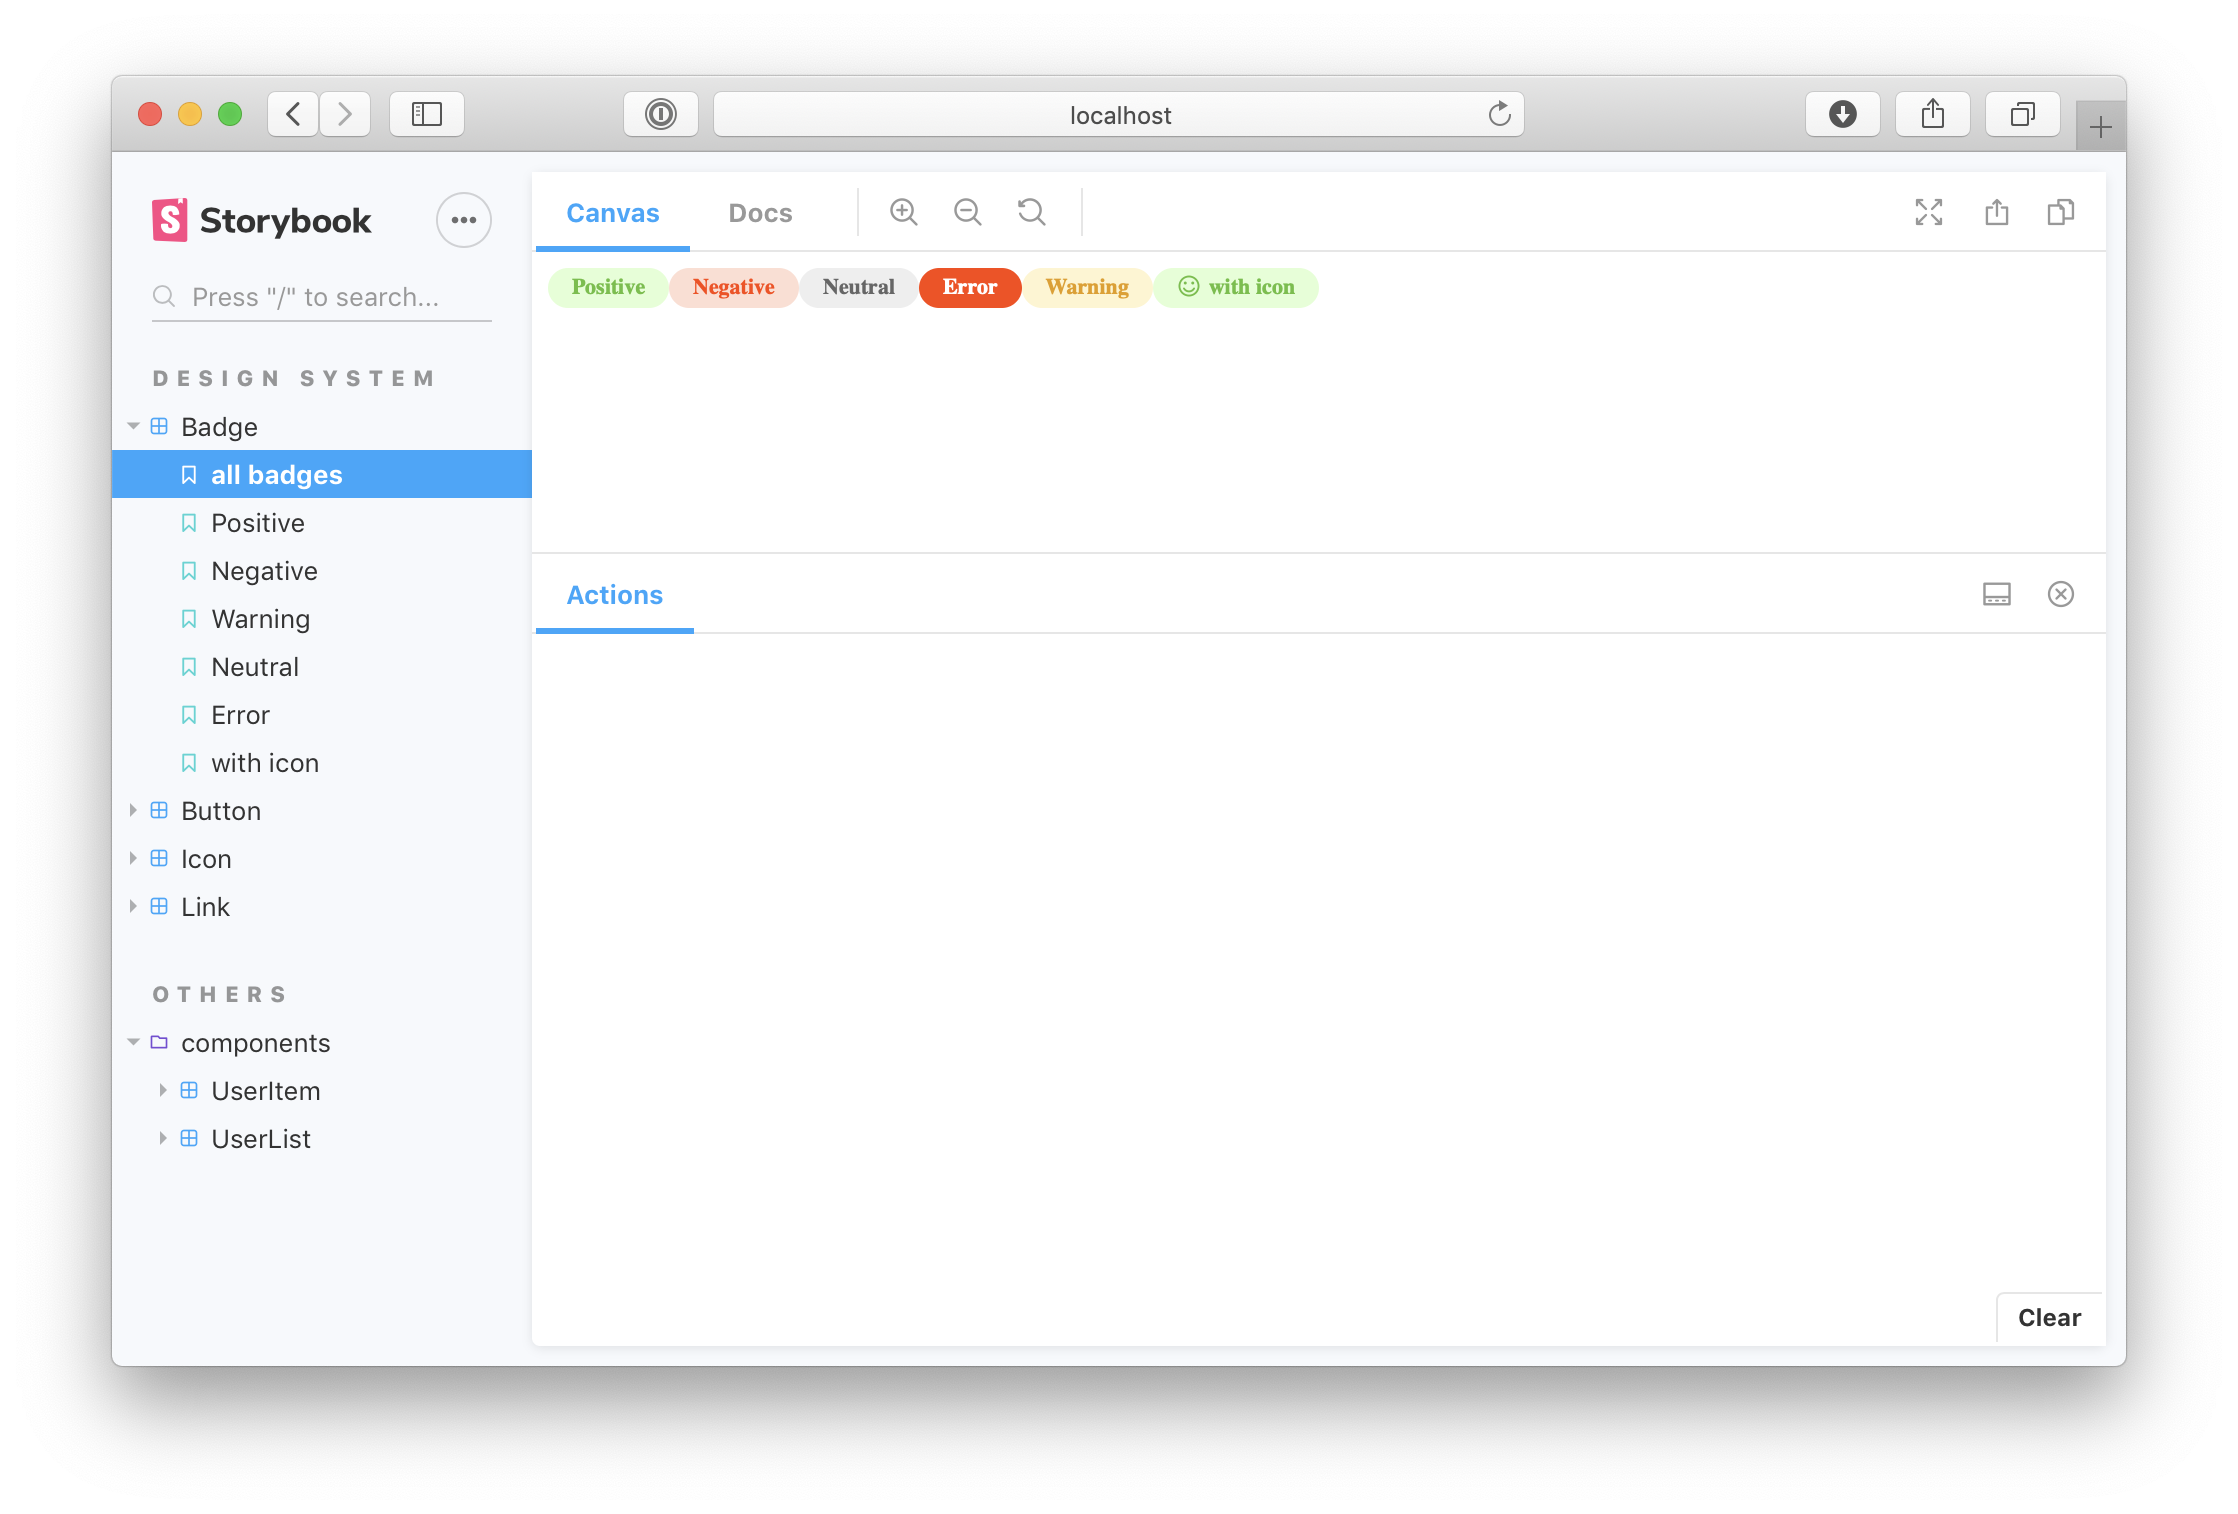 localhost
Storybook
Press "/" to search...
DESIGN SYSTEM
Badge
all badges
Positive
Negative
Warning
Neutral
Error
with icon
Button
Icon
Link
OTHERS
components
UserItem
UserList
Canvas Docs
Positive Negative Neutral Error Warning with icon
Actions
Clear